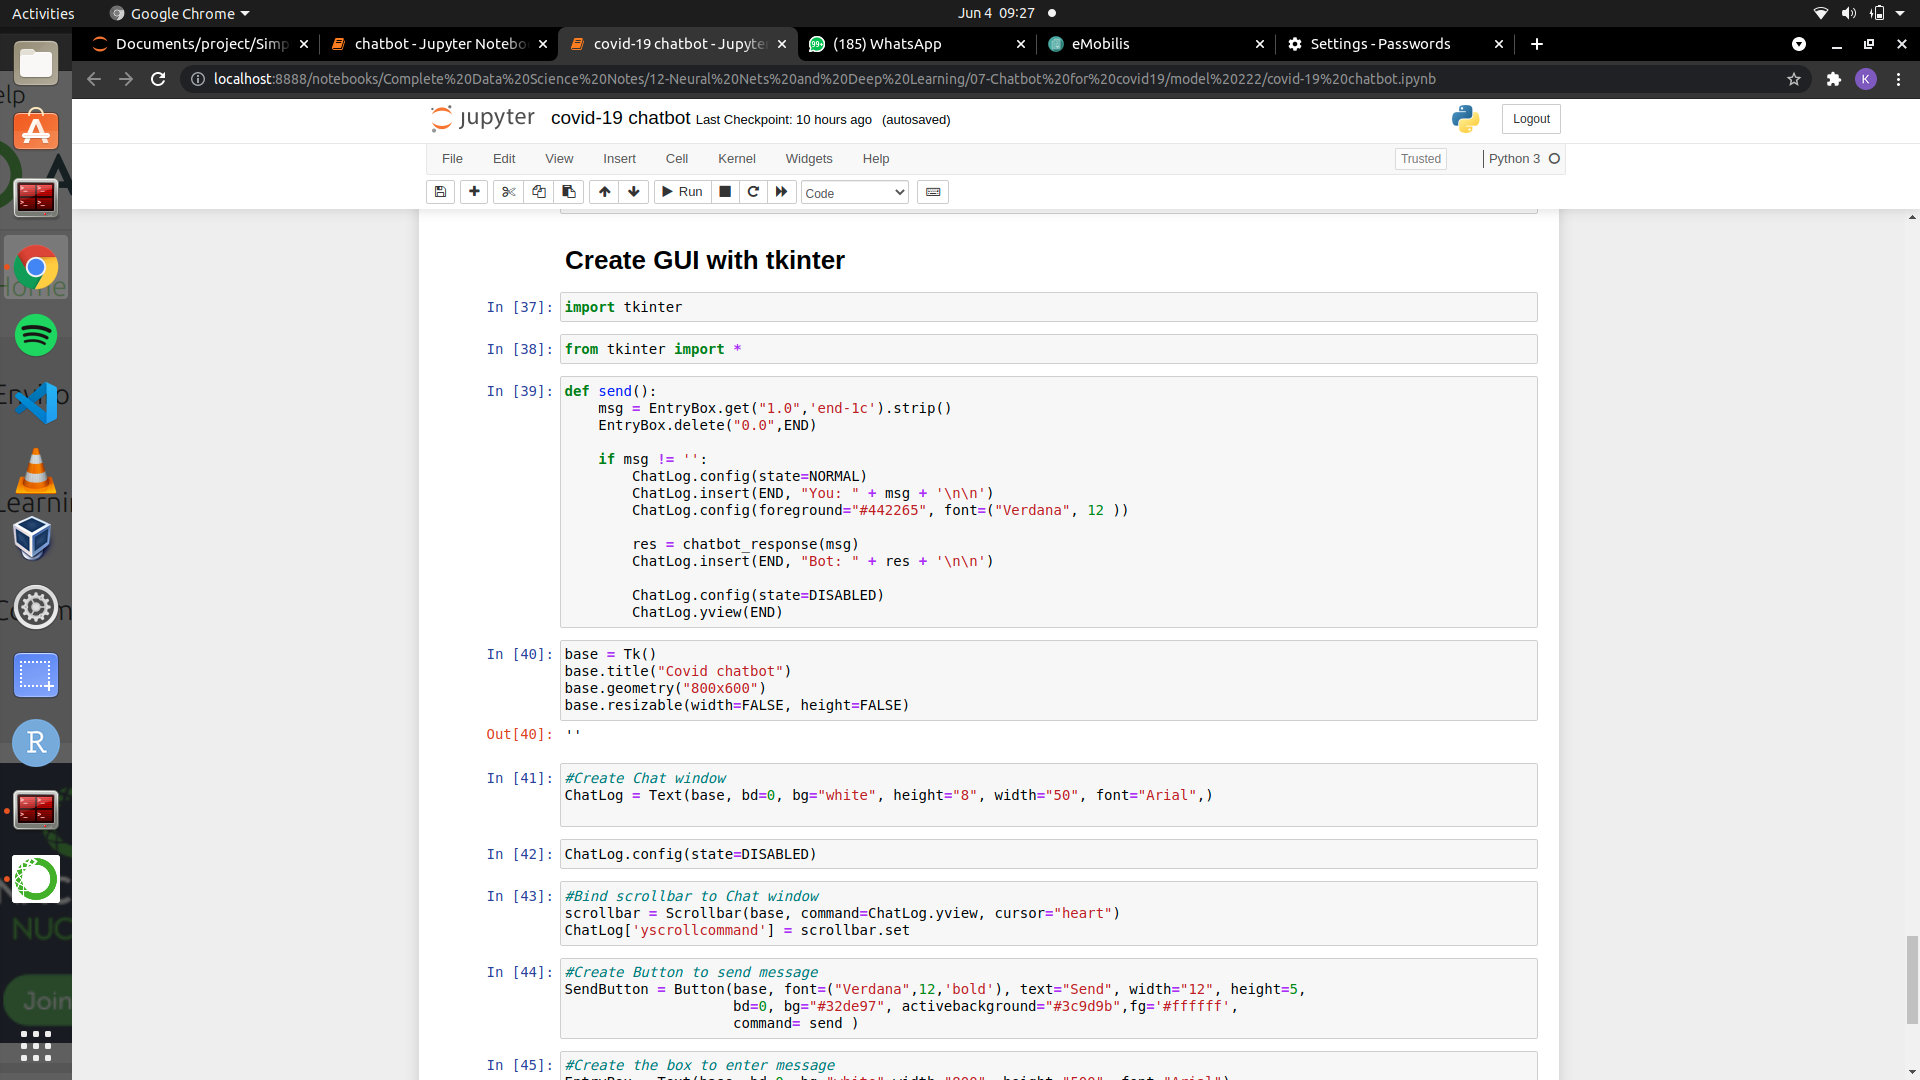 Activities
Google Chrome
Jun 4 09:27
Documents/project/Simp
chatbot - Jupyter Notebo
covid-19 chatbot - Jupyte
(185) WhatsApp
eMobilis
Settings - Passwords
localhost:8888/notebooks/Complete%20Data%20Science%20Notes/12-Neural%20Nets%20and%20Deep%20Learning/07-Chatbot%20for%20covid19/model%20222/covid-19%20chatbot.ipynb
K
jupyter covid-19 chatbot Last Checkpoint: 10 hours ago (autosaved)
Logout
File Edit View Insert Cell Kernel Widgets Help
Trusted
Python 3
Run
Code
Create GUI with tkinter
In [37]: import tkinter
In [38]: from tkinter import *
In [39]: def send():
    msg = EntryBox.get("1.0",'end-1c').strip()
    EntryBox.delete("0.0",END)
    if msg != '':
        ChatLog.config(state=NORMAL)
        ChatLog.insert(END, "You: " + msg + '\n\n')
        ChatLog.config(foreground="#442265", font=("Verdana", 12 ))
        res = chatbot_response(msg)
        ChatLog.insert(END, "Bot: " + res + '\n\n')
        ChatLog.config(state=DISABLED)
        ChatLog.yview(END)
In [40]: base = Tk()
base.title("Covid chatbot")
base.geometry("800x600")
base.resizable(width=FALSE, height=FALSE)
Out[40]: ''
In [41]: #Create Chat window
ChatLog = Text(base, bd=0, bg="white", height="8", width="50", font="Arial",)
In [42]: ChatLog.config(state=DISABLED)
In [43]: #Bind scrollbar to Chat window
scrollbar = Scrollbar(base, command=ChatLog.yview, cursor="heart")
ChatLog['yscrollcommand'] = scrollbar.set
In [44]: #Create Button to send message
SendButton = Button(base, font=("Verdana",12,'bold'), text="Send", width="12", height=5,
                    bd=0, bg="#32de97", activebackground="#3c9d9b",fg='#ffffff',
                    command= send )
In [45]: #Create the box to enter message
elp
Home
Enviro
Learnin
NUC
Join